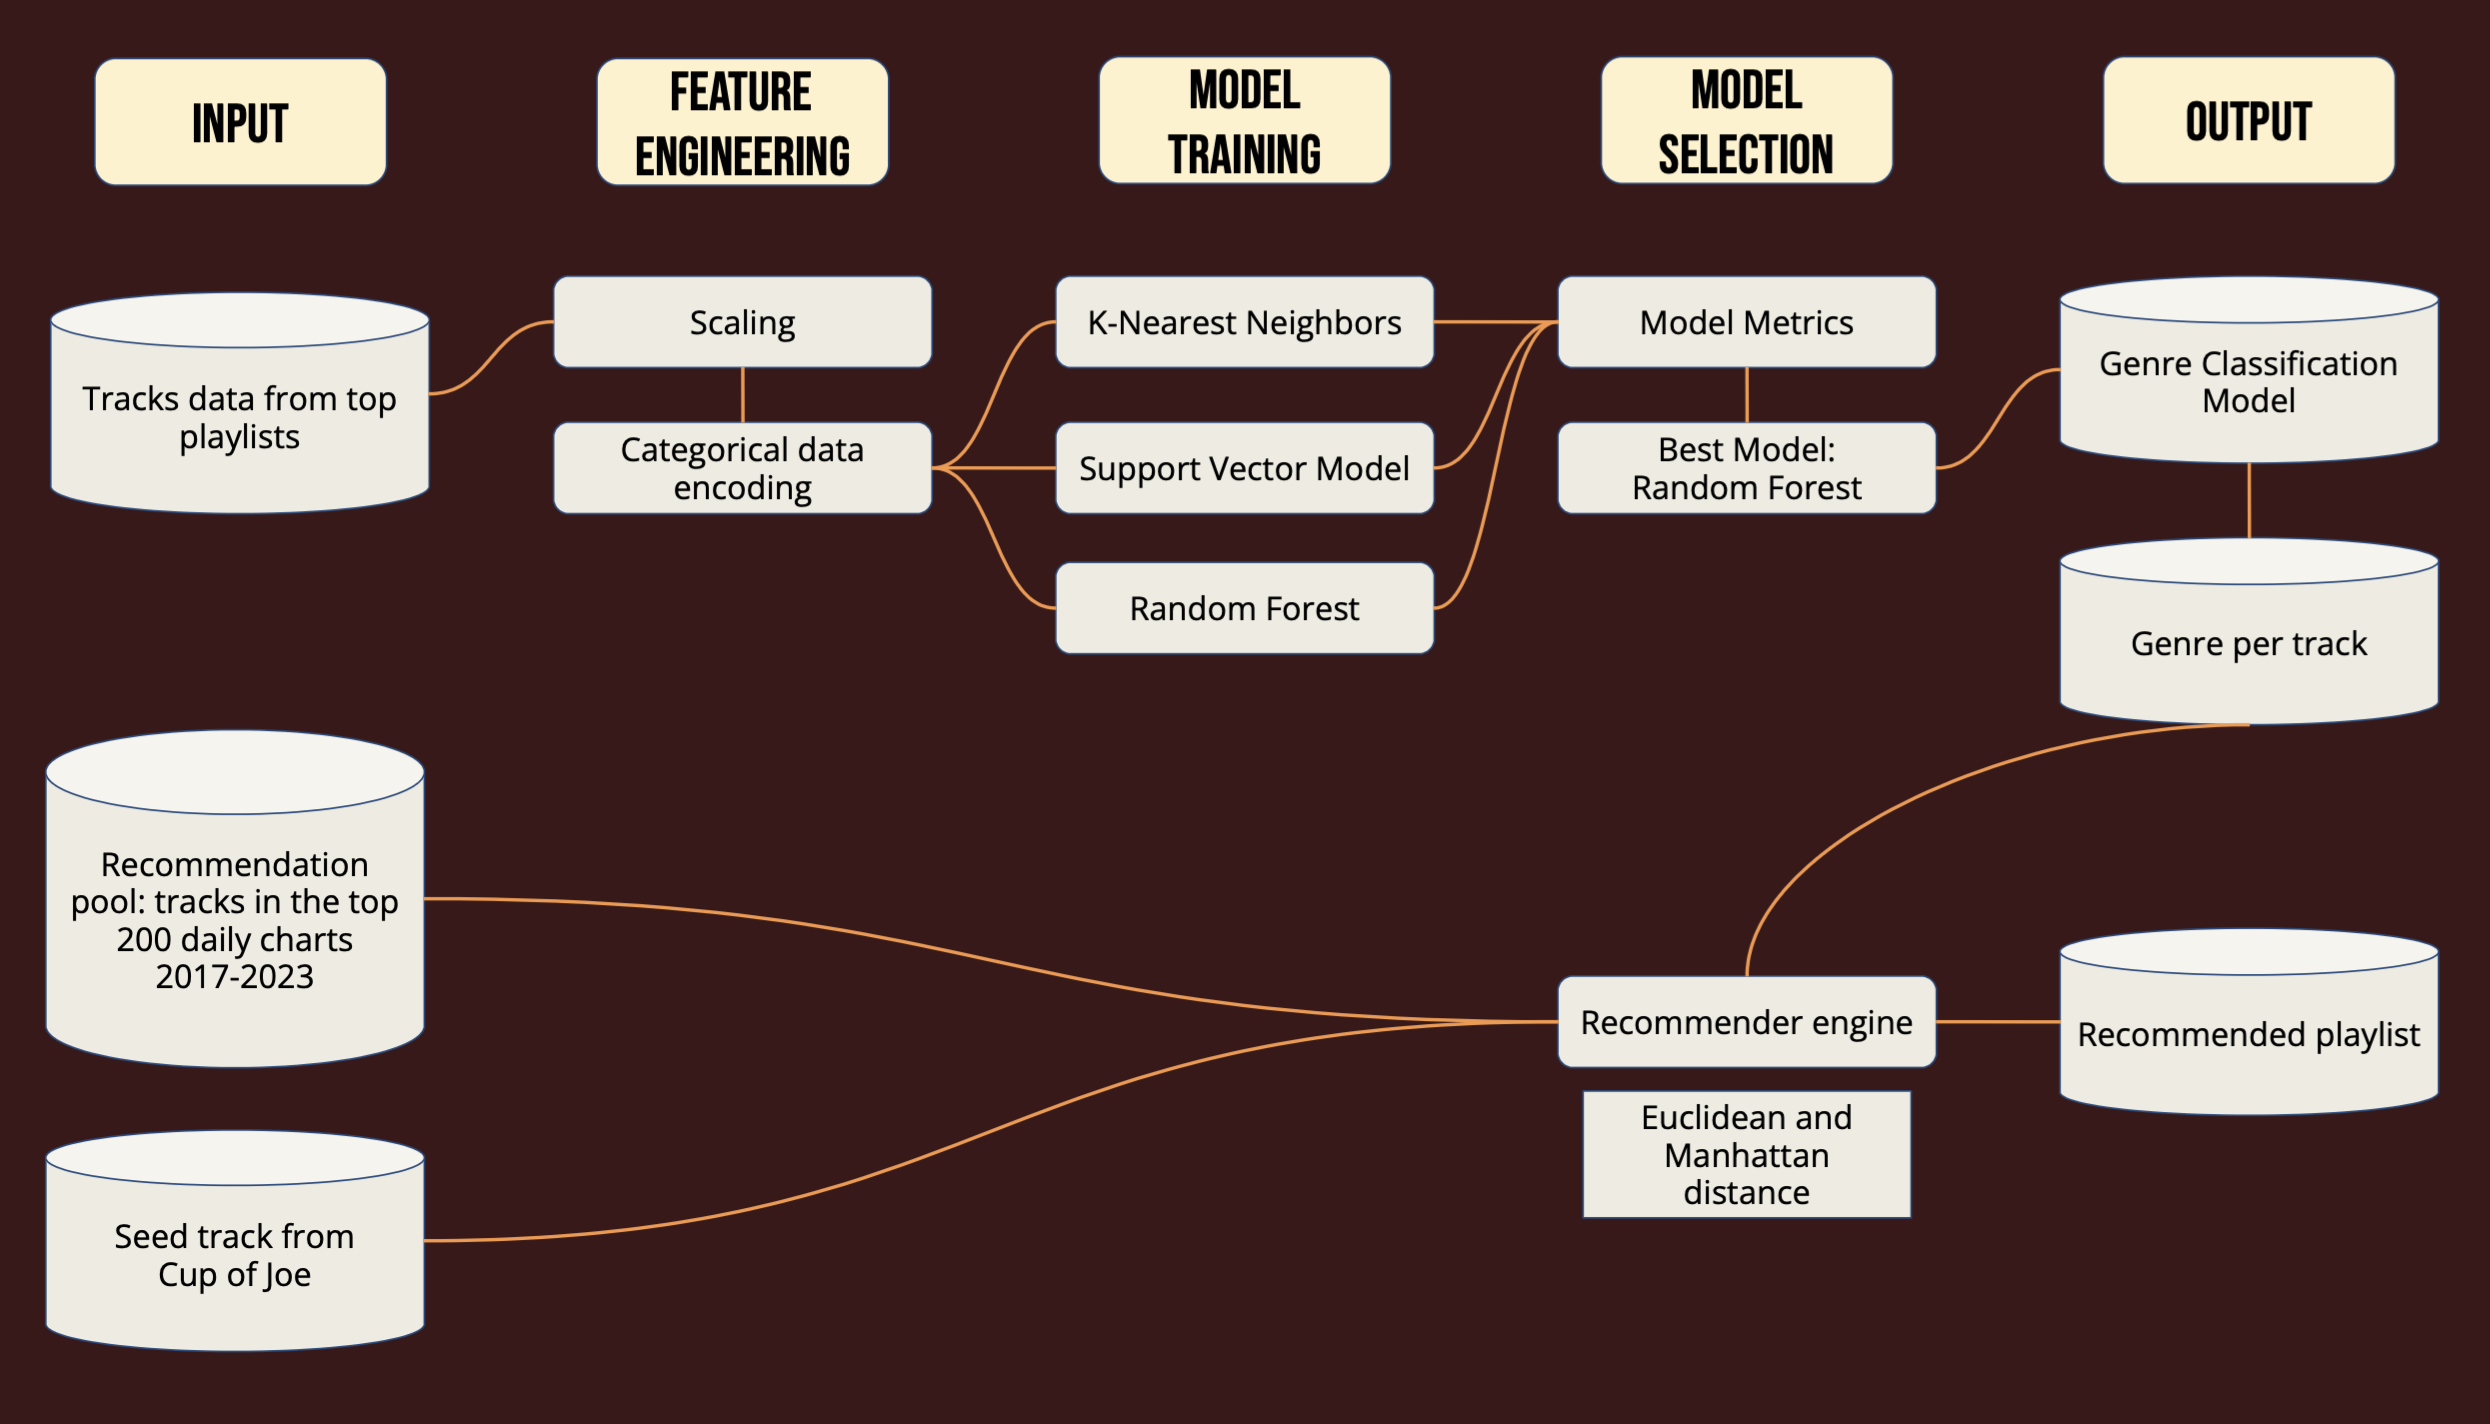 INPUT
FEATURE
ENGINEERING
MODEL
TRAINING
MODEL
SELECTION
OUTPUT
Tracks data from top
playlists
Scaling
Categorical data
encoding
K-Nearest Neighbors
Support Vector Model
Random Forest
Model Metrics
Best Model:
Random Forest
Genre Classification
Model
Genre per track
Recommendation
pool: tracks in the top
200 daily charts
2017-2023
Seed track from
Cup of Joe
Recommender engine
Euclidean and
Manhattan
distance
Recommended playlist